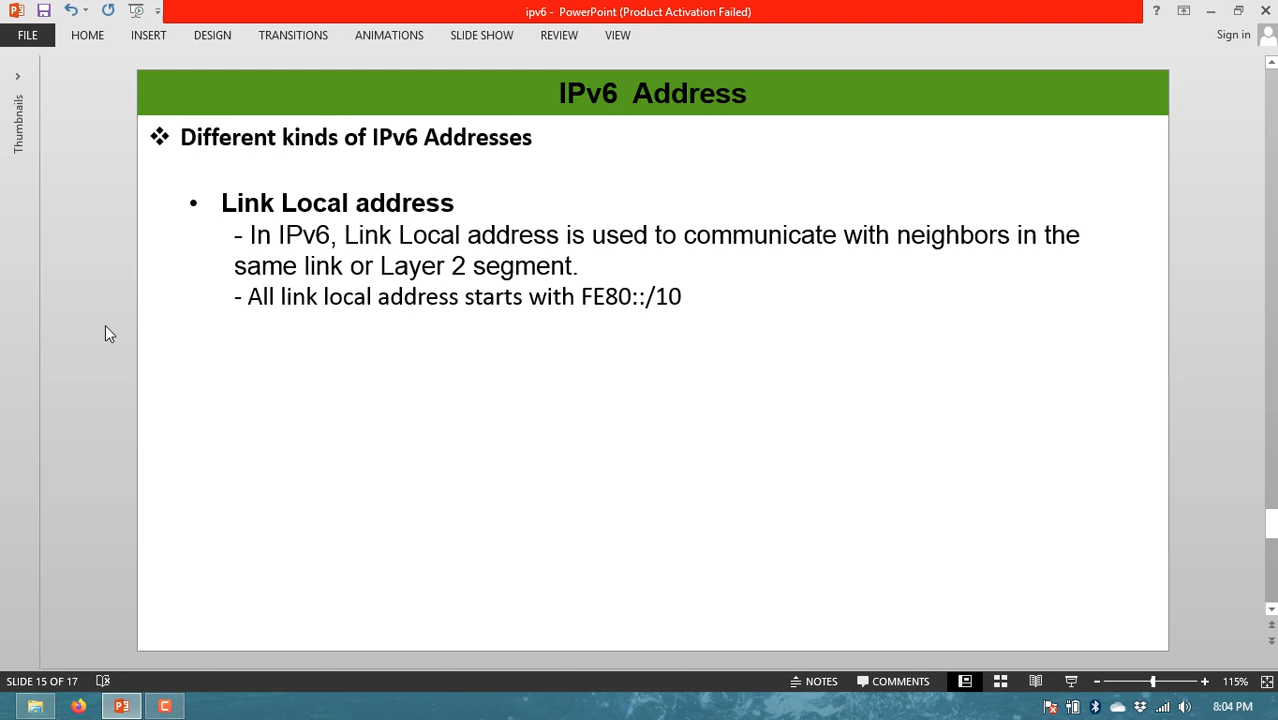 ipv6 - PowerPoint (Product Activation Failed)
?
FILE HOME INSERT DESIGN TRANSITIONS ANIMATIONS SLIDE SHOW REVIEW VIEW Sign in
Thumbnails
IPv6 Address
❖ Different kinds of IPv6 Addresses
• Link Local address
- In IPv6, Link Local address is used to communicate with neighbors in the
same link or Layer 2 segment.
- All link local address starts with FE80::/10
SLIDE 15 OF 17 NOTES COMMENTS 115%
8:04 PM